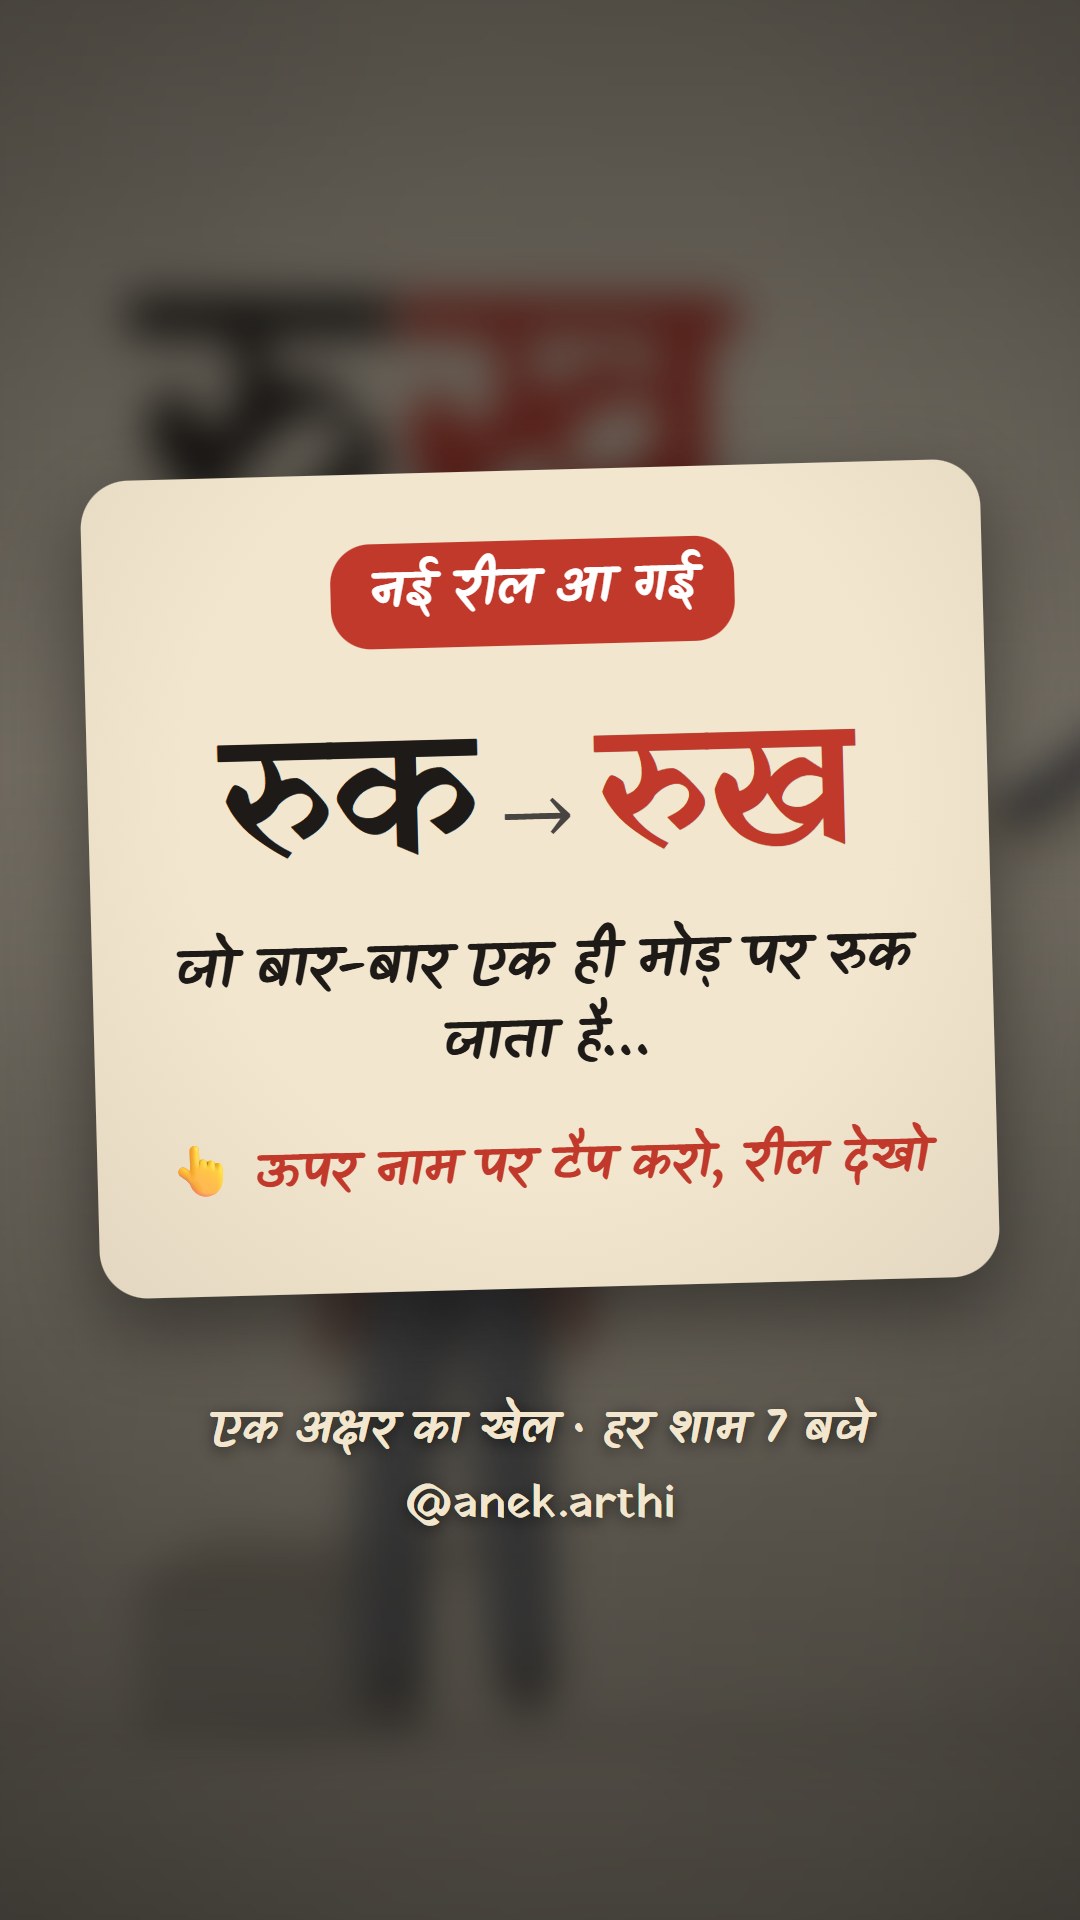 रुख
नई रील आ गई
रुक → रुख
जो बार-बार एक ही मोड़ पर रुक
जाता है...
👆 ऊपर नाम पर टैप करो, रील देखो
एक अक्षर का खेल · हर शाम 7 बजे
@anek.arthi